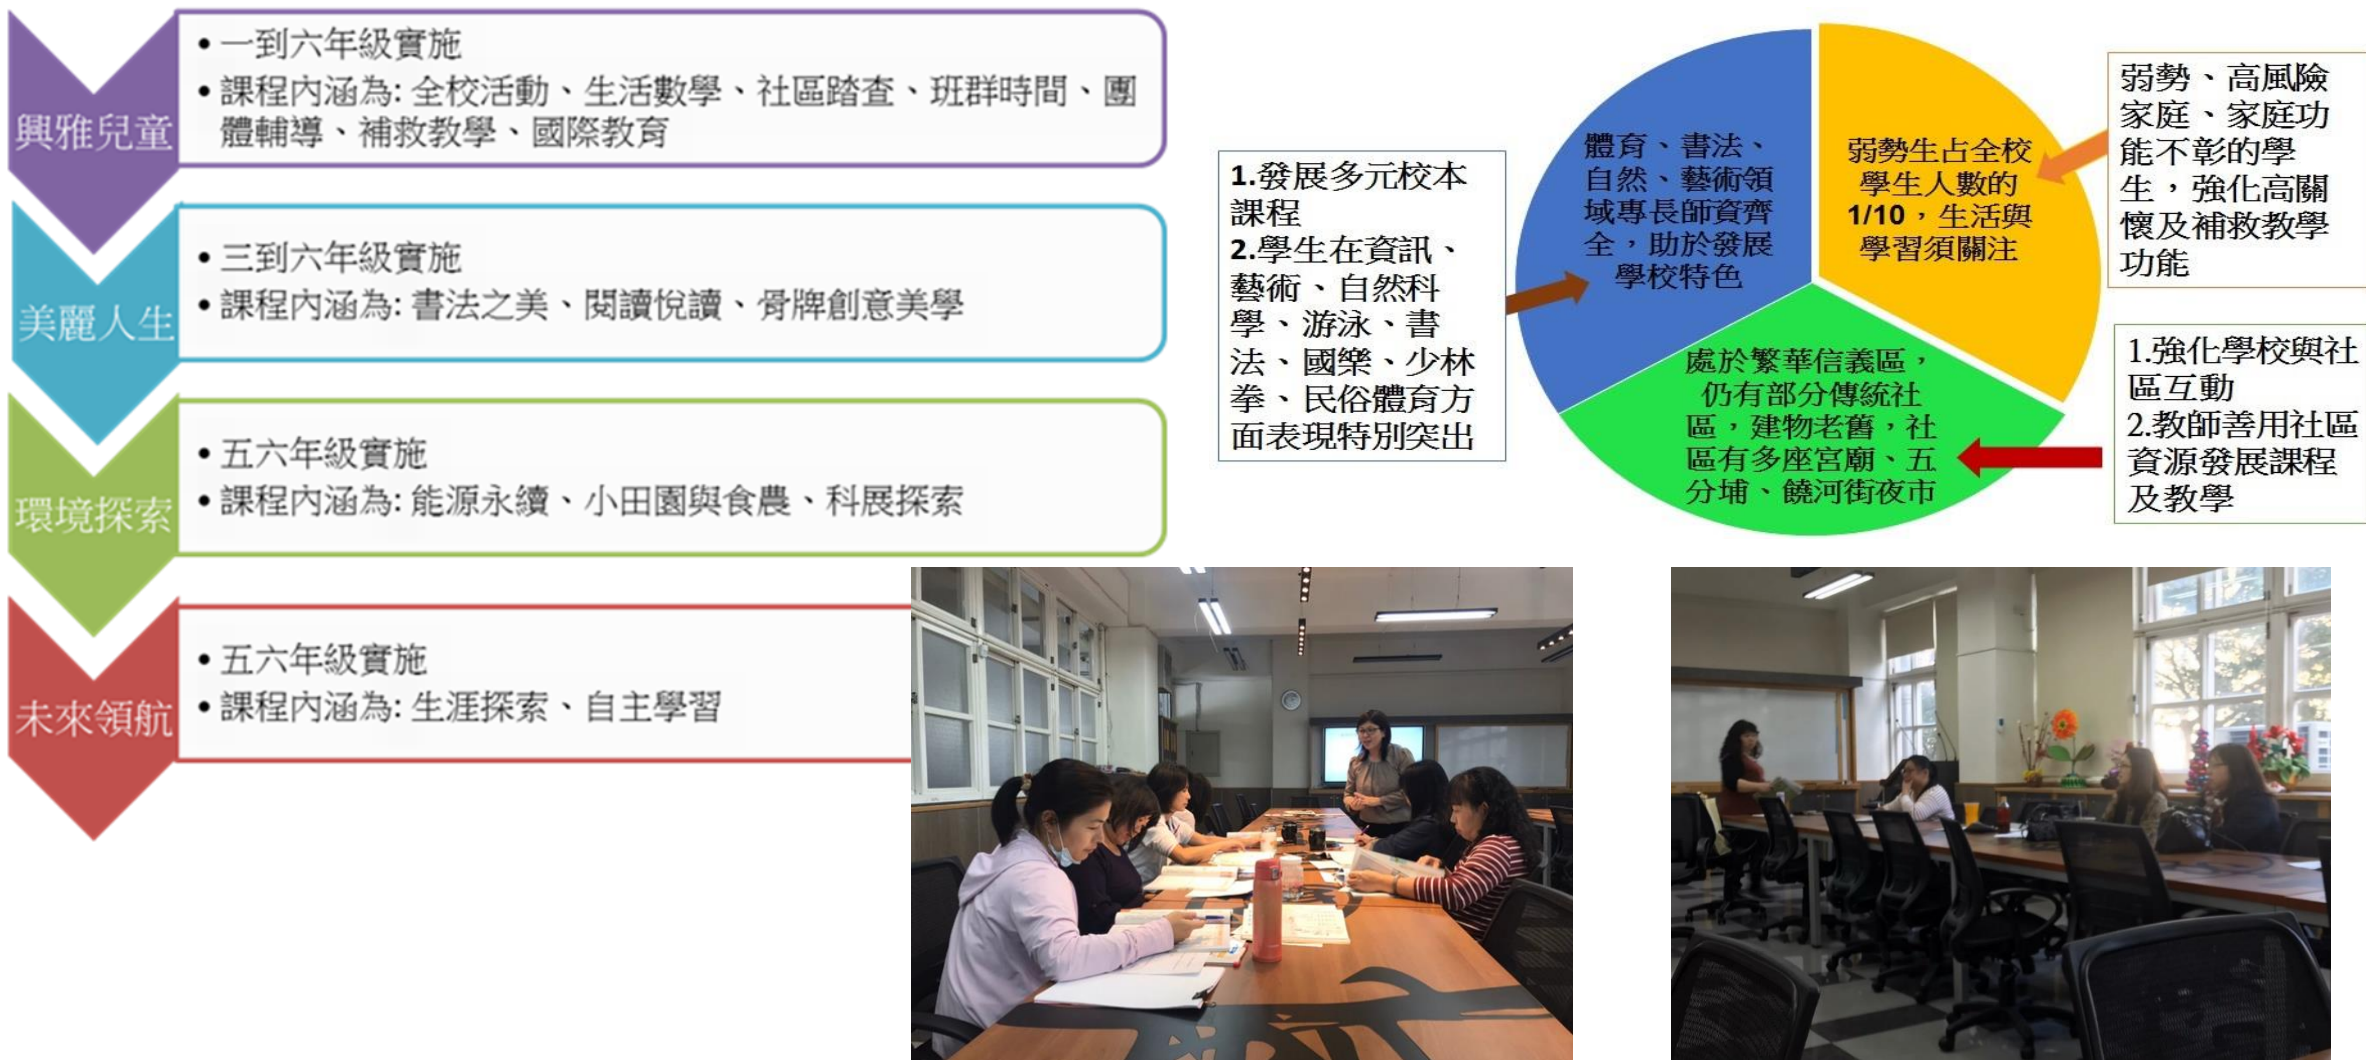 興雅兒童
• 一到六年級實施
• 課程內涵為: 全校活動、生活數學、社區踏查、班群時間、團
體輔導、補救教學、國際教育
美麗人生
• 三到六年級實施
• 課程內涵為: 書法之美、閱讀悅讀、骨牌創意美學
環境探索
• 五六年級實施
• 課程內涵為: 能源永續、小田園與食農、科展探索
未來領航
• 五六年級實施
• 課程內涵為: 生涯探索、自主學習
1.發展多元校本
課程
2.學生在資訊、
藝術、自然科
學、游泳、書
法、國樂、少林
拳、民俗體育方
面表現特別突出
體育、書法、
自然、藝術領
域專長師資齊
全，助於發展
學校特色
弱勢生占全校
學生人數的
1/10，生活與
學習須關注
處於繁華信義區，
仍有部分傳統社
區，建物老舊，社
區有多座宮廟、五
分埔、饒河街夜市
弱勢、高風險
家庭、家庭功
能不彰的學
生，強化高關
懷及補救教學
功能
1.強化學校與社
區互動
2.教師善用社區
資源發展課程
及教學